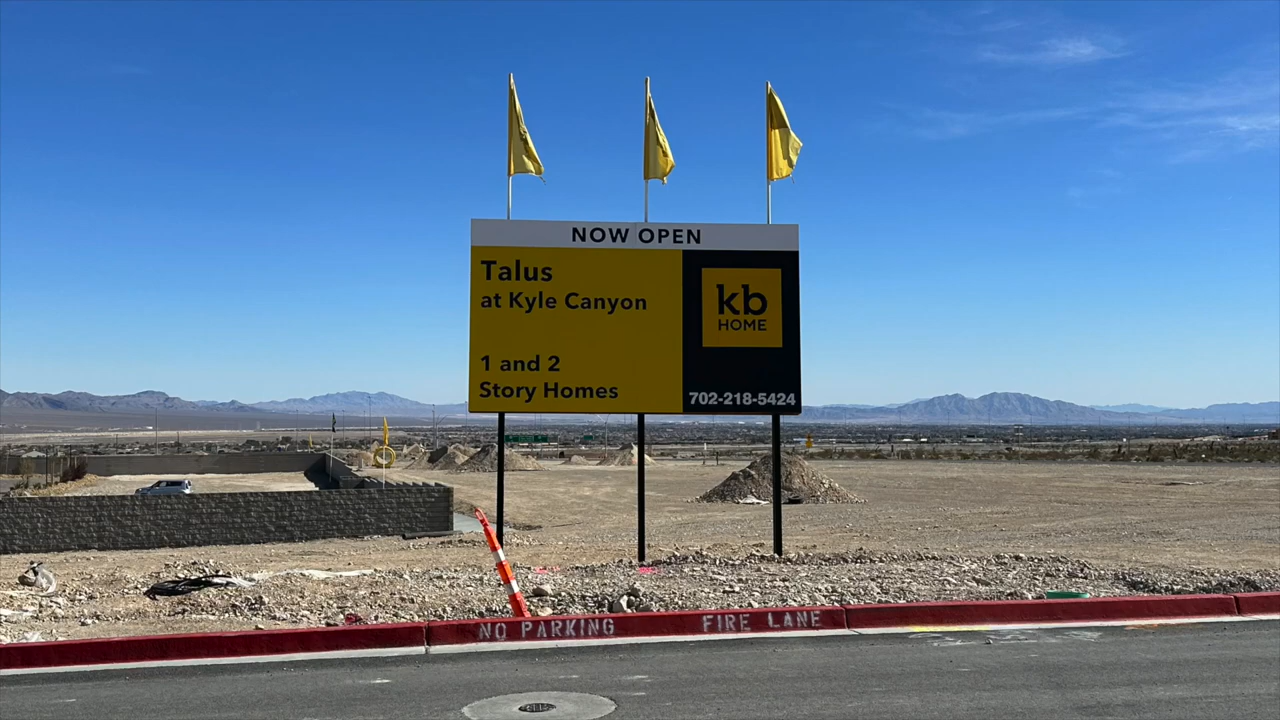 NOW OPEN
Talus
at Kyle Canyon
1 and 2
Story Homes
kb
HOME
702-218-5424
NO PARKING FIRE LANE